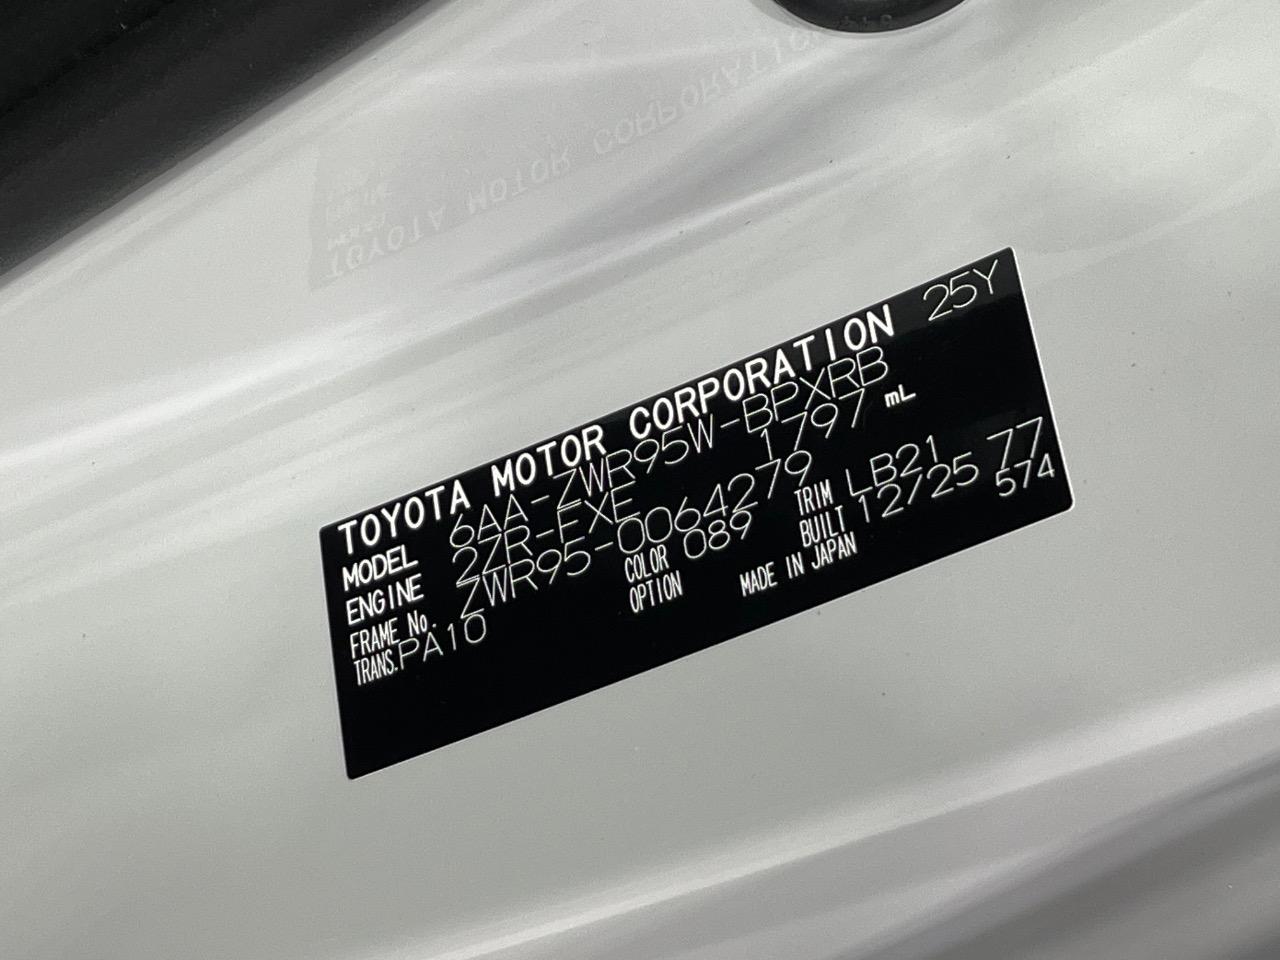 TOYOTA MOTOR CORPORATION 25Y
MODEL 6AA-ZWR95W-BPXRB
ENGINE 2ZR-FXE 1797 mL
FRAME No. ZWR95-0064279
TRANS. PA10 COLOR 089 TRIM LB21 77
OPTION BUILT 12/25 574
MADE IN JAPAN
TOYOTA MOTOR CORPORATION